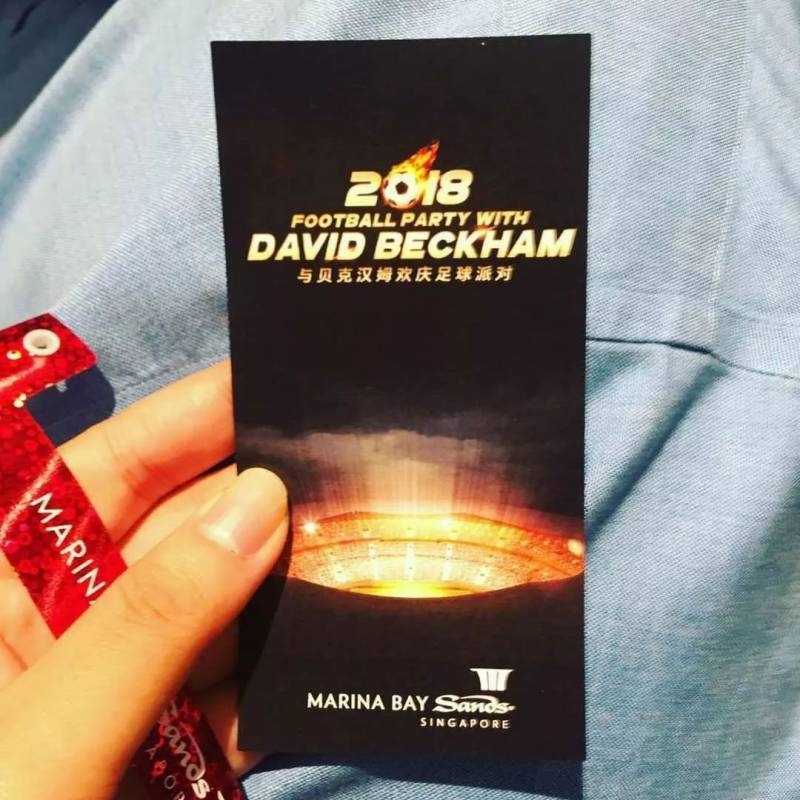 2018
FOOTBALL PARTY WITH
DAVID BECKHAM
与贝克汉姆欢庆足球派对
MARINA BAY Sands
SINGAPORE
MARINA
Sands